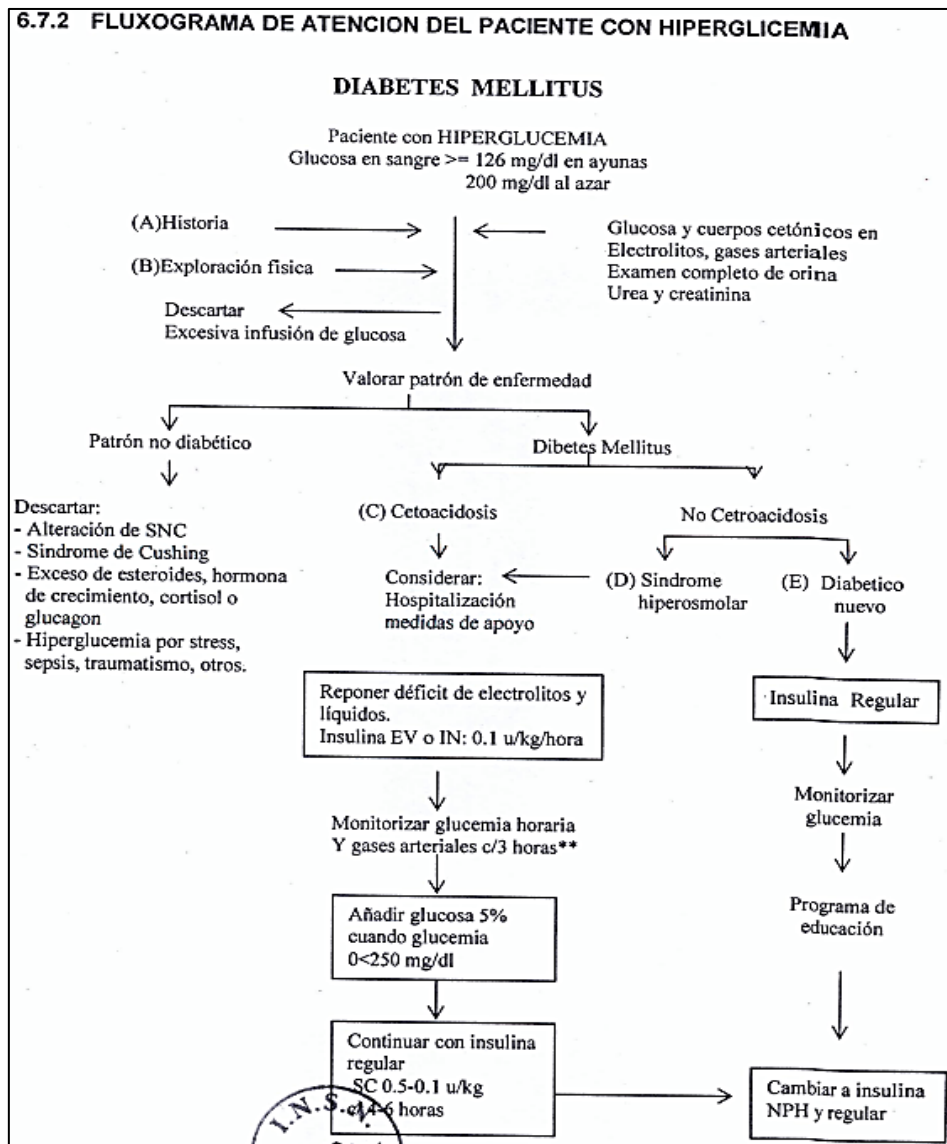 6.7.2 FLUXOGRAMA DE ATENCION DEL PACIENTE CON HIPERGLICEMIA
DIABETES MELLITUS
Paciente con HIPERGLUCEMIA
Glucosa en sangre >= 126 mg/dl en ayunas
200 mg/dl al azar
(A)Historia
(B)Exploración fisica
Descartar
Excesiva infusión de glucosa
Glucosa y cuerpos cetónicos en
Electrolitos, gases arteriales
Examen completo de orina
Urea y creatinina
Valorar patrón de enfermedad
Patrón no diabético
Dibetes Mellitus
Descartar:
- Alteración de SNC
- Sindrome de Cushing
- Exceso de esteroides, hormona
de crecimiento, cortisol o
glucagon
- Hiperglucemia por stress,
sepsis, traumatismo, otros.
(C) Cetoacidosis
No Cetroacidosis
Considerar:
Hospitalización
medidas de apoyo
(D) Sindrome
hiperosmolar
(E) Diabetico
nuevo
Reponer déficit de electrolitos y
líquidos.
Insulina EV o IN: 0.1 u/kg/hora
Insulina Regular
Monitorizar glucemia horaria
Y gases arteriales c/3 horas**
Monitorizar
glucemia
Añadir glucosa 5%
cuando glucemia
0<250 mg/dl
Programa de
educación
Continuar con insulina
regular
SC 0.5-0.1 u/kg
c/4-6 horas
Cambiar a insulina
NPH y regular
I.N.S.N.